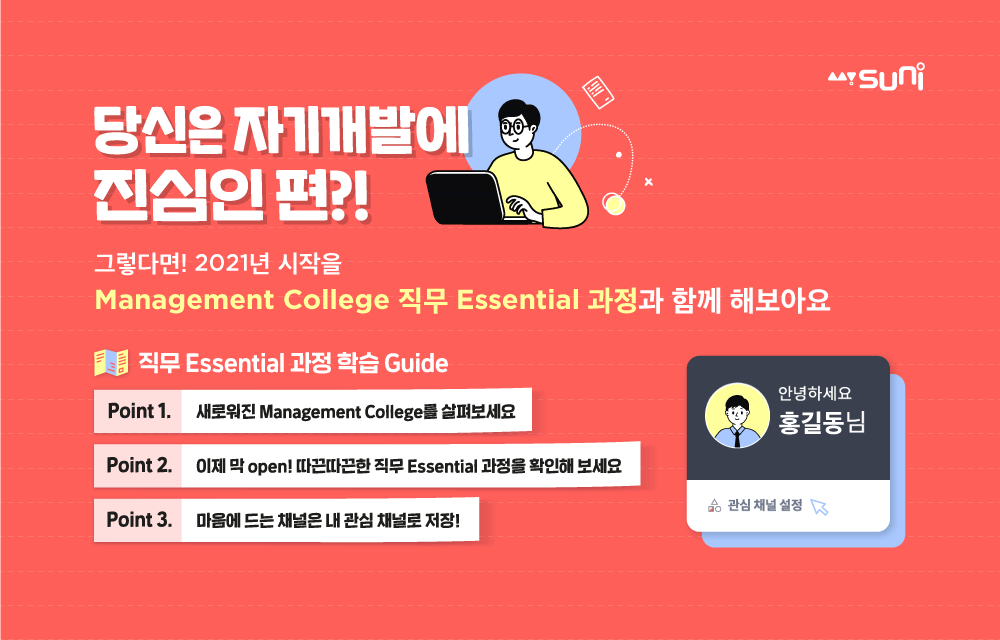 mySUNI
당신은 자기개발에
진심인 편?!
그렇다면! 2021년 시작을
Management College 직무 Essential 과정과 함께 해보아요
직무 Essential 과정 학습 Guide
Point 1. 새로워진 Management College를 살펴보세요
Point 2. 이제 막 open! 따끈따끈한 직무 Essential 과정을 확인해 보세요
Point 3. 마음에 드는 채널은 내 관심 채널로 저장!
안녕하세요
홍길동님
관심 채널 설정